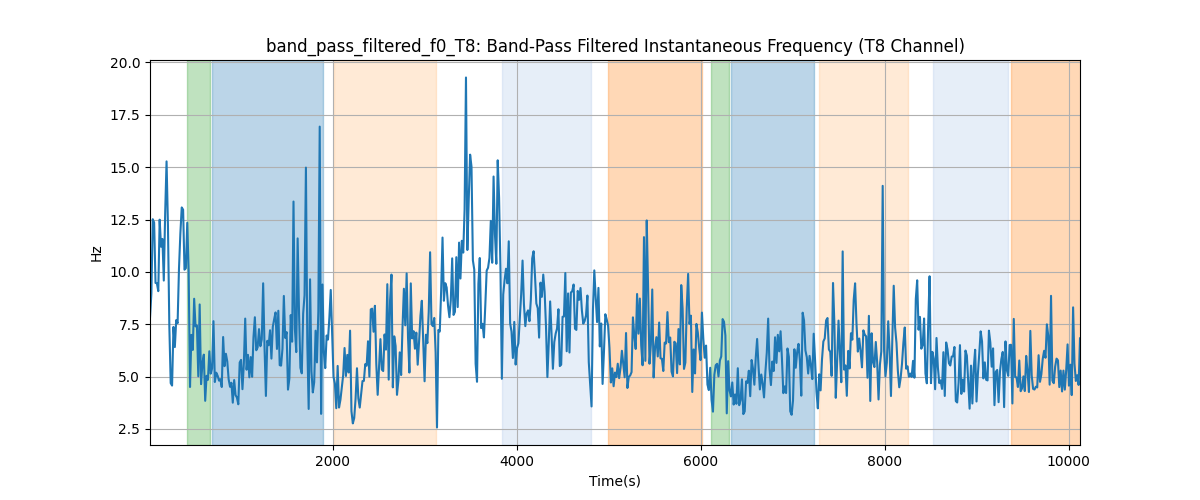 band_pass_filtered_f0_T8: Band-Pass Filtered Instantaneous Frequency (T8 Channel)
20.0
17.5
15.0
12.5
10.0
7.5
5.0
2.5
Hz
2000 4000 6000 8000 10000
Time(s)